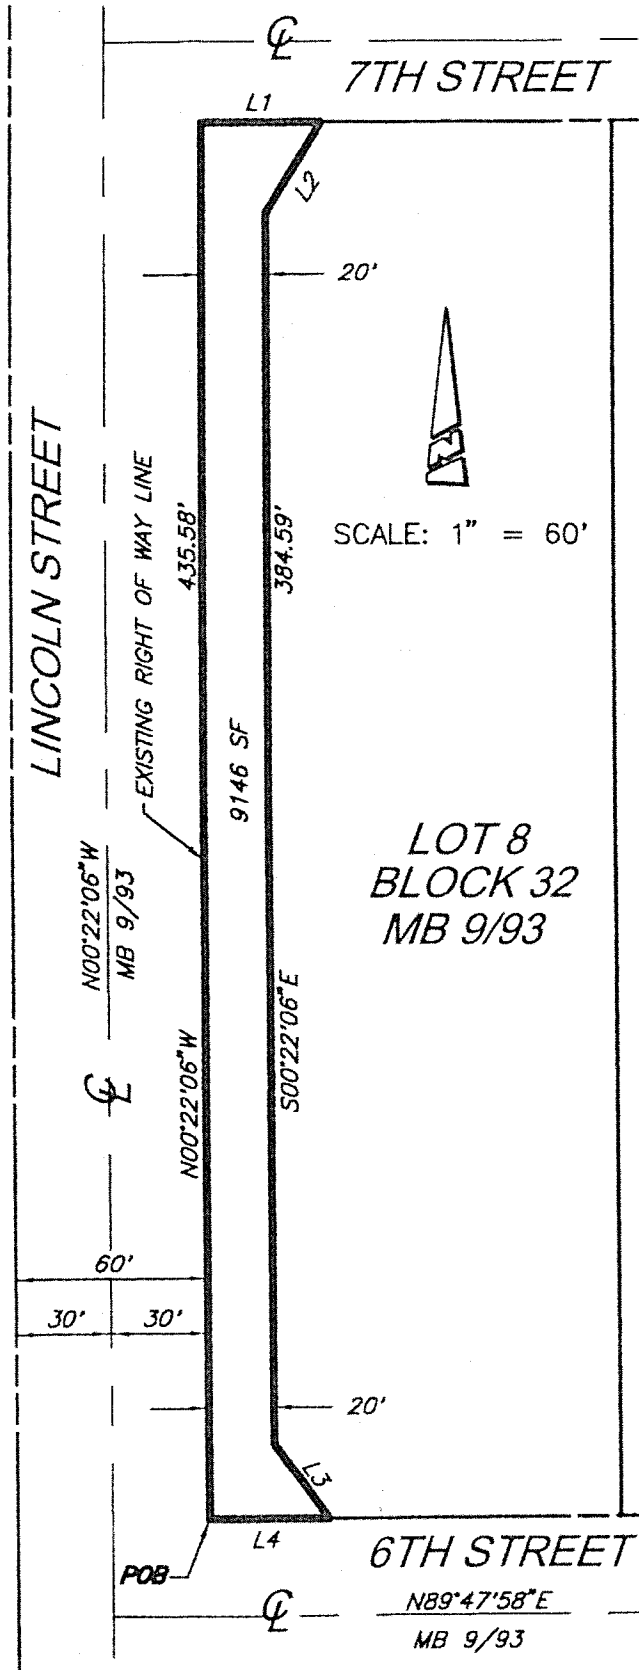 ℄
7TH STREET
L1
L2
20'
LINCOLN STREET
EXISTING RIGHT OF WAY LINE
435.58'
384.59'
N
SCALE: 1" = 60'
9146 SF
LOT 8
BLOCK 32
MB 9/93
N00°22'06"W
MB 9/93
S00°22'06"E
N00°22'06"W
℄
60'
30'
30'
20'
L3
L4
POB
6TH STREET
℄
N89°47'58"E
MB 9/93